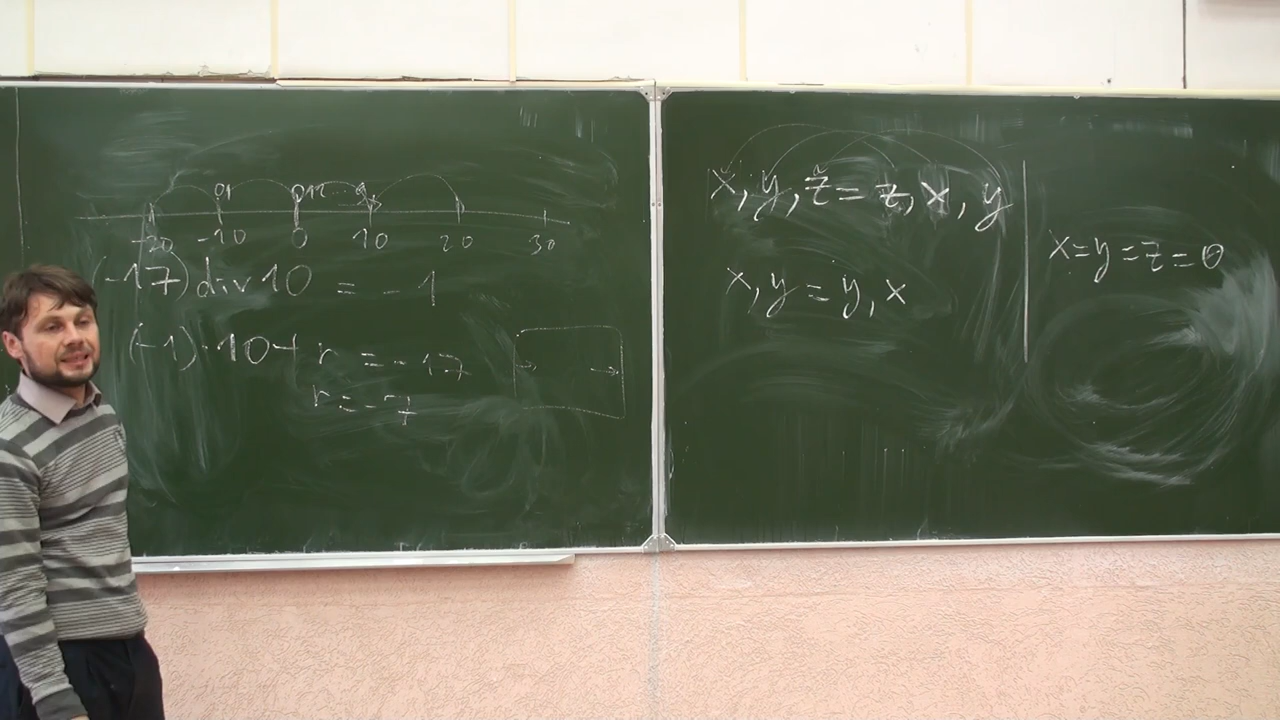 -20 -10 0 10 20 30
(-17) div 10 = -1
(-1)·10+ r = -17
r = -7
x, y, z = z, x, y
x, y = y, x
x=y=z=0